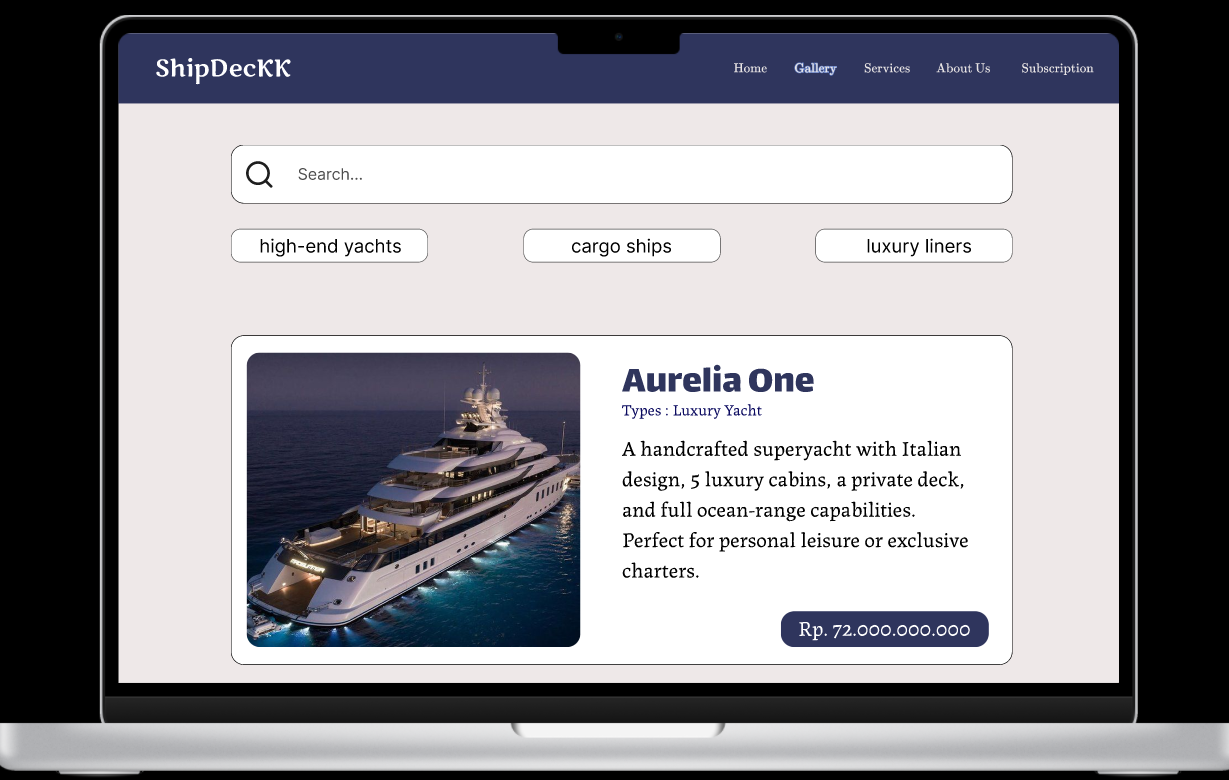 ShipDecKK
Home Gallery Services About Us Subscription
Search...
high-end yachts cargo ships luxury liners
Aurelia One
Types : Luxury Yacht
A handcrafted superyacht with Italian
design, 5 luxury cabins, a private deck,
and full ocean-range capabilities.
Perfect for personal leisure or exclusive
charters.
Rp. 72.000.000.000